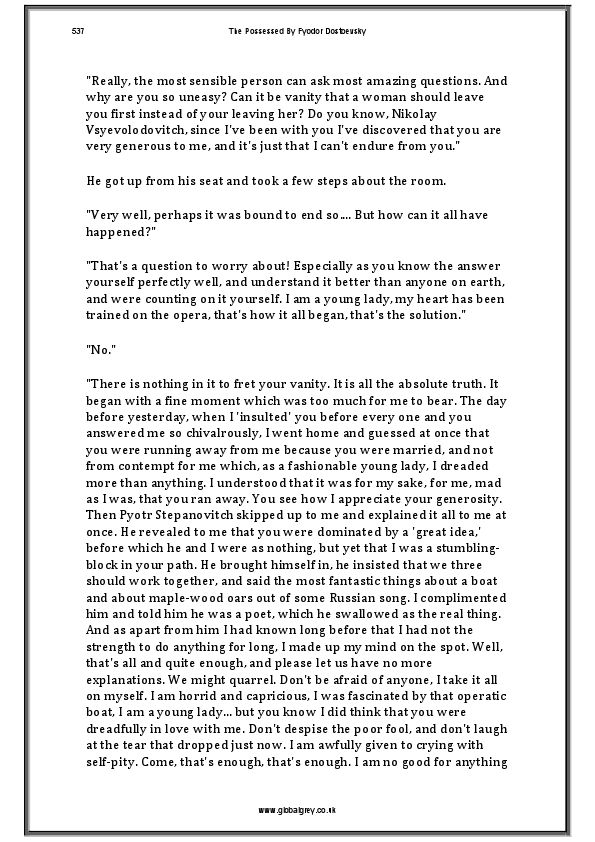 537 The Possessed By Fyodor Dostoevsky
"Really, the most sensible person can ask most amazing questions. And
why are you so uneasy? Can it be vanity that a woman should leave
you first instead of your leaving her? Do you know, Nikolay
Vsyevolodovitch, since I've been with you I've discovered that you are
very generous to me, and it's just that I can't endure from you."
He got up from his seat and took a few steps about the room.
"Very well, perhaps it was bound to end so.... But how can it all have
happened?"
"That's a question to worry about! Especially as you know the answer
yourself perfectly well, and understand it better than anyone on earth,
and were counting on it yourself. I am a young lady, my heart has been
trained on the opera, that's how it all began, that's the solution."
"No."
"There is nothing in it to fret your vanity. It is all the absolute truth. It
began with a fine moment which was too much for me to bear. The day
before yesterday, when I 'insulted' you before every one and you
answered me so chivalrously, I went home and guessed at once that
you were running away from me because you were married, and not
from contempt for me which, as a fashionable young lady, I dreaded
more than anything. I understood that it was for my sake, for me, mad
as I was, that you ran away. You see how I appreciate your generosity.
Then Pyotr Stepanovitch skipped up to me and explained it all to me at
once. He revealed to me that you were dominated by a 'great idea,'
before which he and I were as nothing, but yet that I was a stumbling-
block in your path. He brought himself in, he insisted that we three
should work together, and said the most fantastic things about a boat
and about maple-wood oars out of some Russian song. I complimented
him and told him he was a poet, which he swallowed as the real thing.
And as apart from him I had known long before that I had not the
strength to do anything for long, I made up my mind on the spot. Well,
that's all and quite enough, and please let us have no more
explanations. We might quarrel. Don't be afraid of anyone, I take it all
on myself. I am horrid and capricious, I was fascinated by that operatic
boat, I am a young lady... but you know I did think that you were
dreadfully in love with me. Don't despise the poor fool, and don't laugh
at the tear that dropped just now. I am awfully given to crying with
self-pity. Come, that's enough, that's enough. I am no good for anything
www.globalgrey.co.uk